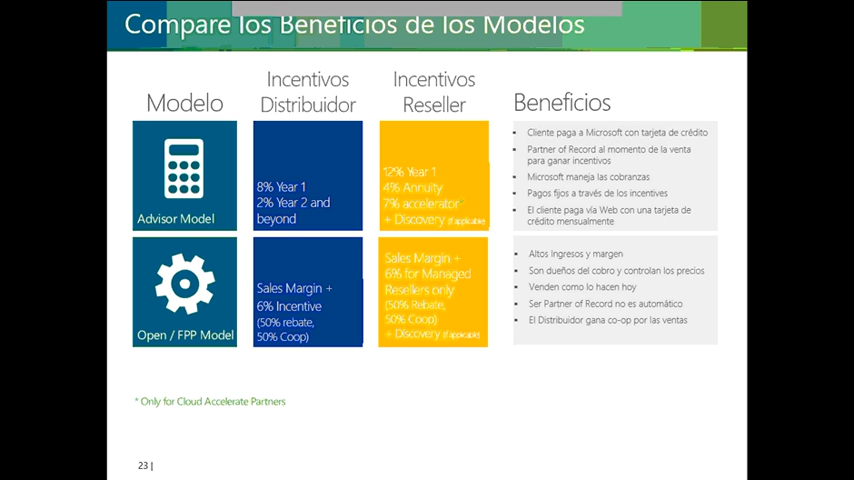 Compare los Beneficios de los Modelos
Modelo
Incentivos
Distribuidor
Incentivos
Reseller
Beneficios
Advisor Model
8% Year 1
2% Year 2 and
beyond
12% Year 1
4% Annuity
7% accelerator*
+ Discovery (if applicable)
Cliente paga a Microsoft con tarjeta de crédito
Partner of Record al momento de la venta
para ganar incentivos
Microsoft maneja las cobranzas
Pagos fijos a través de los incentives
El cliente paga vía Web con una tarjeta de
crédito mensualmente
Open / FPP Model
Sales Margin +
6% Incentive
(50% rebate,
50% Coop)
Sales Margin +
6% for Managed
Resellers only
(50% Rebate,
50% Coop)
+ Discovery (if applicable)
Altos Ingresos y margen
Son dueños del cobro y controlan los precios
Venden como lo hacen hoy
Ser Partner of Record no es automático
El Distribuidor gana co-op por las ventas
* Only for Cloud Accelerate Partners
23 |